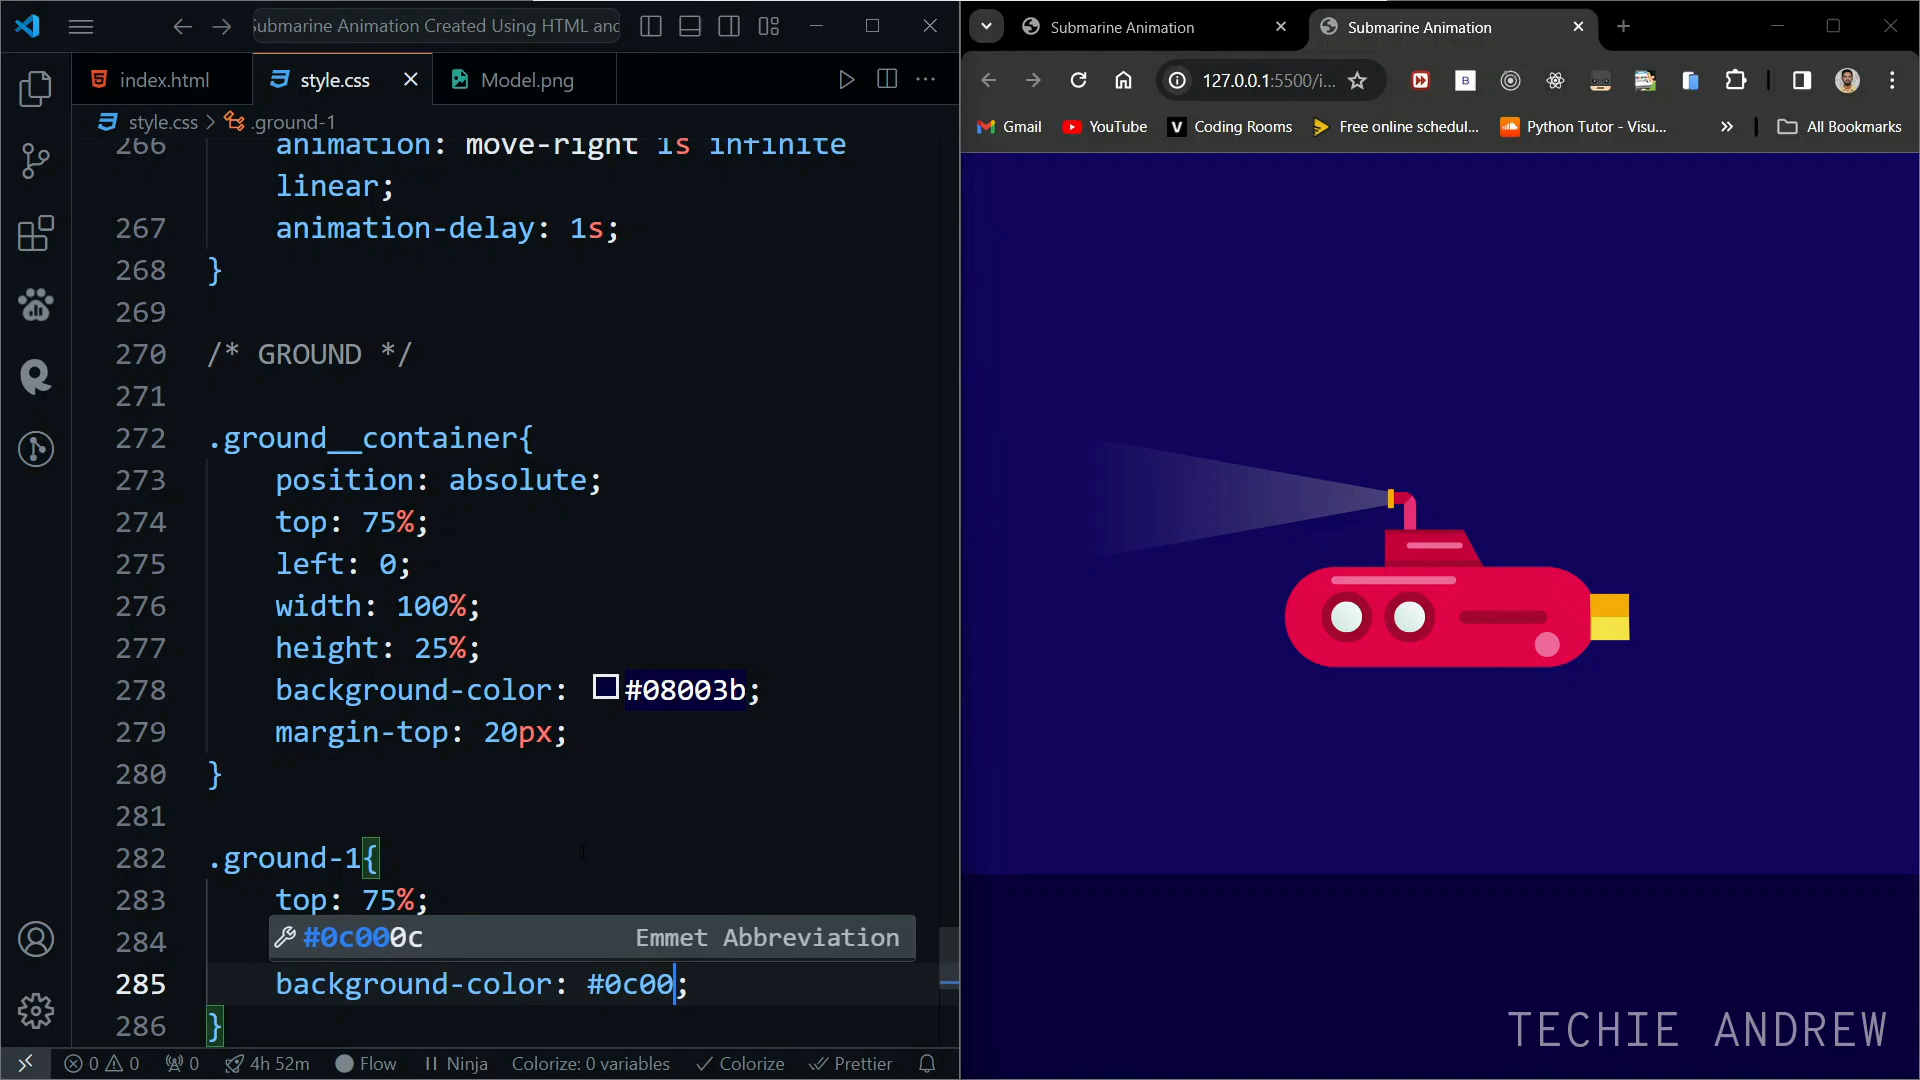 Submarine Animation Created Using HTML and
index.html
style.css
Model.png
style.css > .ground-1
266 animation: move-right 1s infinite
linear;
267 animation-delay: 1s;
268 }
269
270 /* GROUND */
271
272 .ground__container{
273 position: absolute;
274 top: 75%;
275 left: 0;
276 width: 100%;
277 height: 25%;
278 background-color: #08003b;
279 margin-top: 20px;
280 }
281
282 .ground-1{
283 top: 75%;
284
#0c000c Emmet Abbreviation
285 background-color: #0c00;
286 }
0 0 0 4h 52m Flow Ninja Colorize: 0 variables Colorize Prettier
Submarine Animation
Submarine Animation
127.0.0.1:5500/i...
B
Gmail YouTube V Coding Rooms Free online schedul... Python Tutor - Visu... » All Bookmarks
TECHIE ANDREW